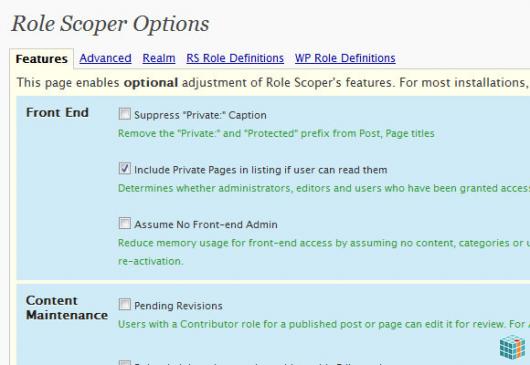 Role Scoper Options
Features Advanced Realm RS Role Definitions WP Role Definitions
This page enables optional adjustment of Role Scoper's features. For most installations,
Front End
Suppress "Private:" Caption
Remove the "Private:" and "Protected" prefix from Post, Page titles
Include Private Pages in listing if user can read them
Determines whether administrators, editors and users who have been granted access
Assume No Front-end Admin
Reduce memory usage for front-end access by assuming no content, categories or u
re-activation.
Content
Maintenance
Pending Revisions
Users with a Contributor role for a published post or page can edit it for review. For